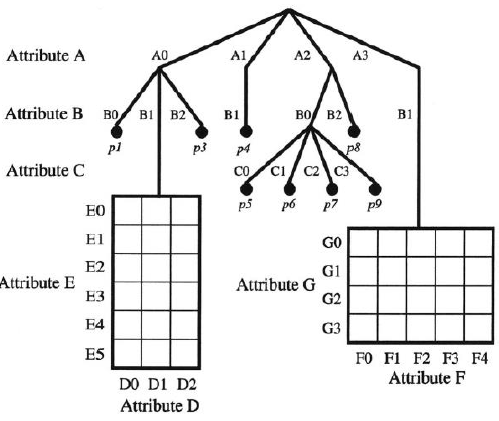 Attribute A A0 A1 A2 A3
Attribute B B0 B1 B2 B1 B0 B2 B1
p1 p3 p4 p8
Attribute C C0 C1 C2 C3
p5 p6 p7 p9
E0
E1
E2
Attribute E
E3
E4
E5
D0 D1 D2
Attribute D
G0
G1
Attribute G
G2
G3
F0 F1 F2 F3 F4
Attribute F